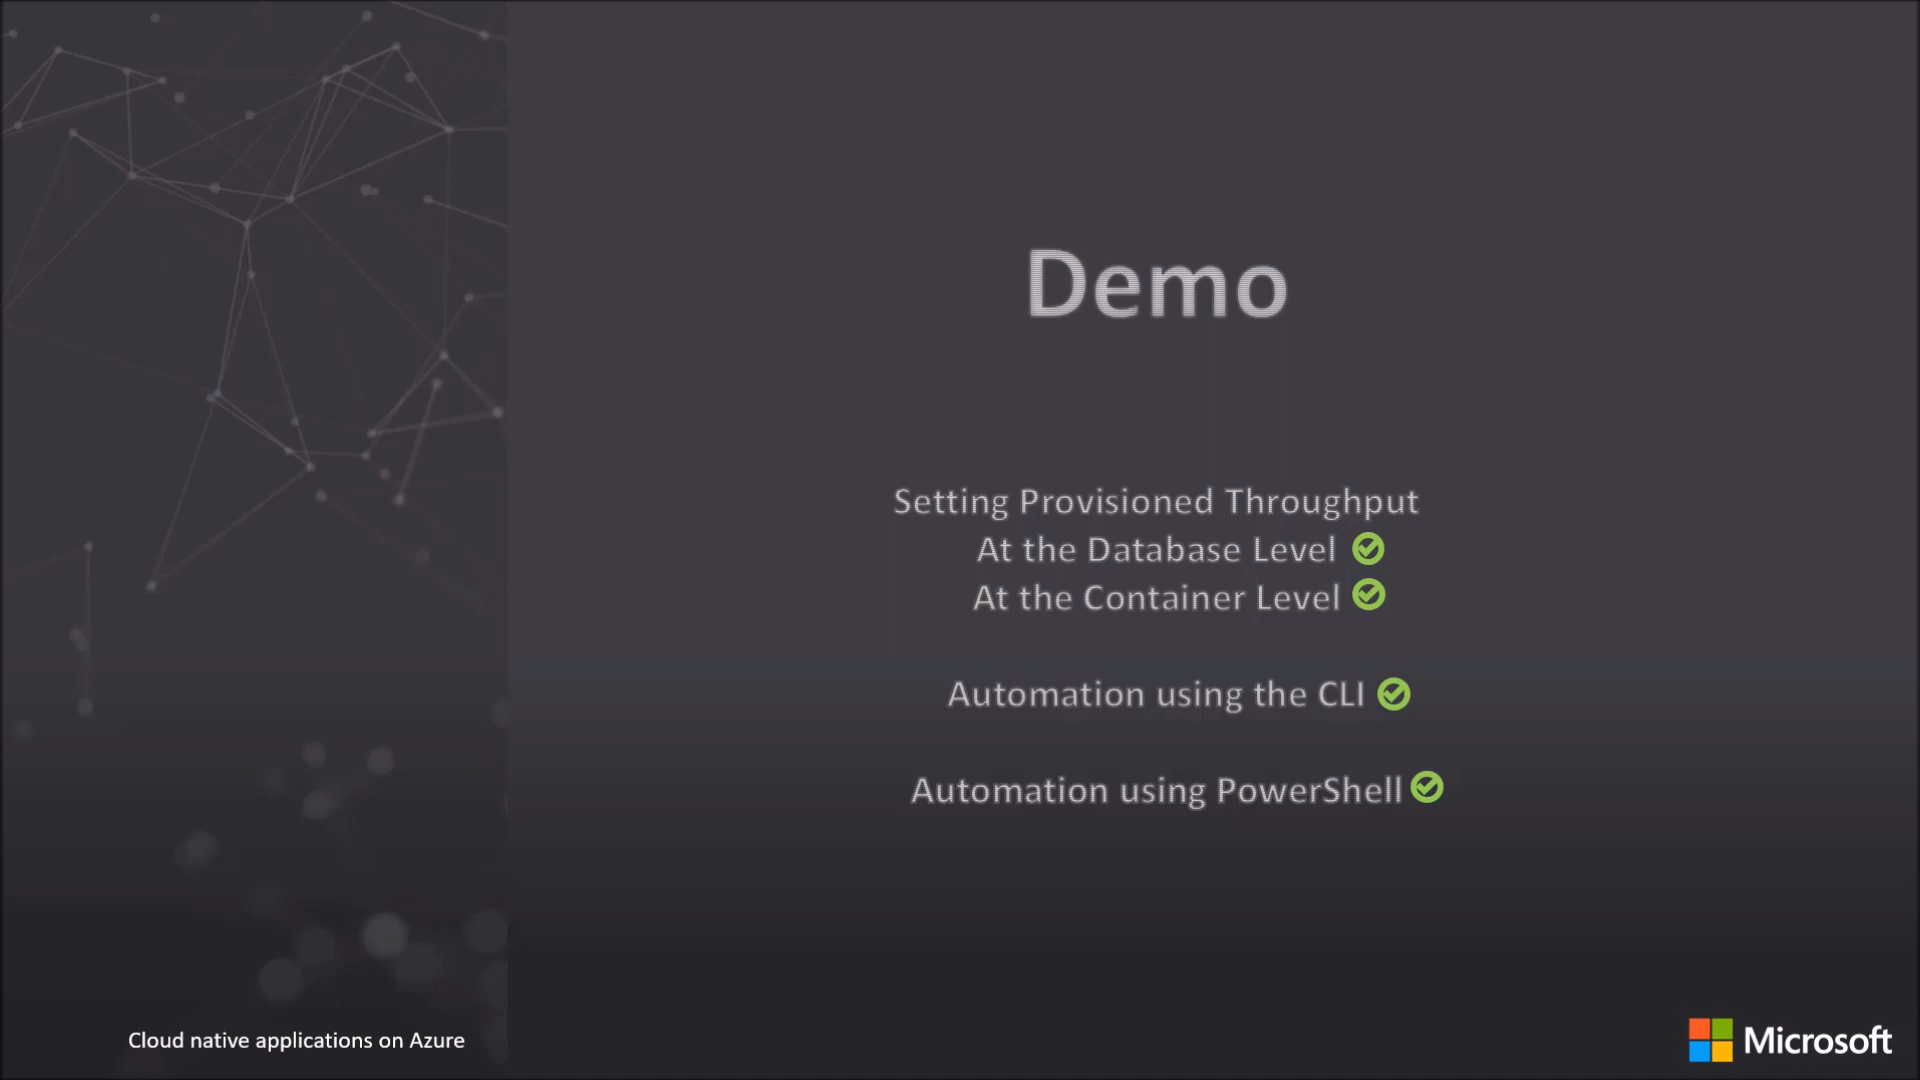 Demo
Setting Provisioned Throughput
At the Database Level
At the Container Level
Automation using the CLI
Automation using PowerShell
Cloud native applications on Azure
Microsoft